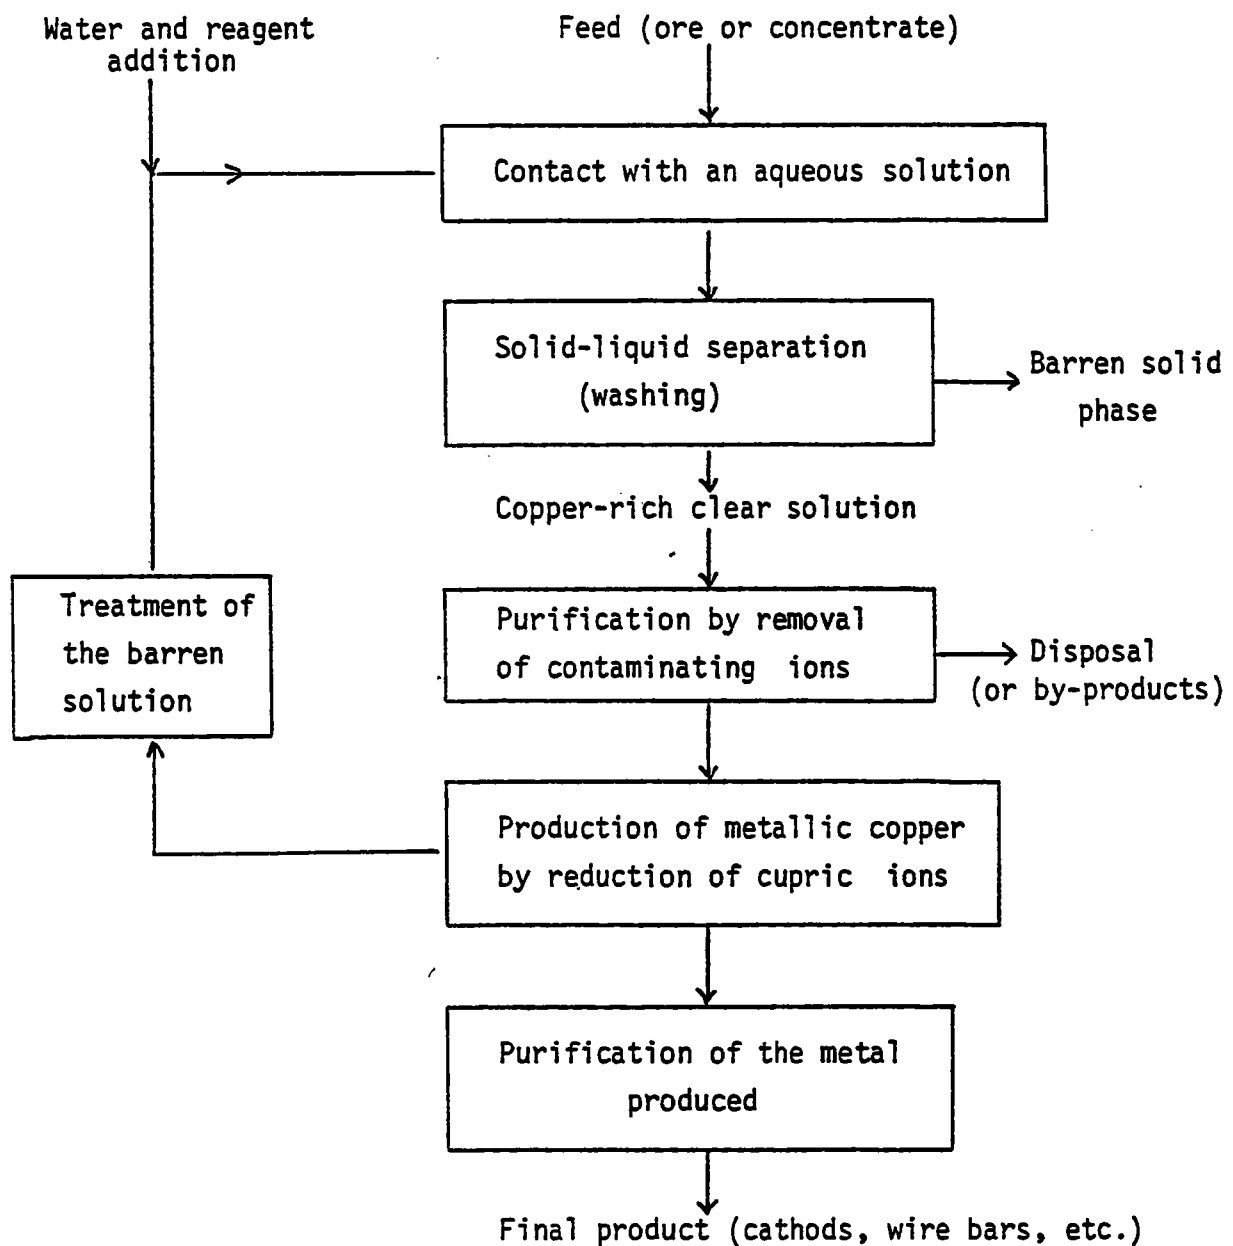 Water and reagent
addition
Feed (ore or concentrate)
Contact with an aqueous solution
Solid-liquid separation
(washing)
Barren solid
phase
Copper-rich clear solution
Treatment of
the barren
solution
Purification by removal
of contaminating ions
Disposal
(or by-products)
Production of metallic copper
by reduction of cupric ions
Purification of the metal
produced
Final product (cathods, wire bars, etc.)